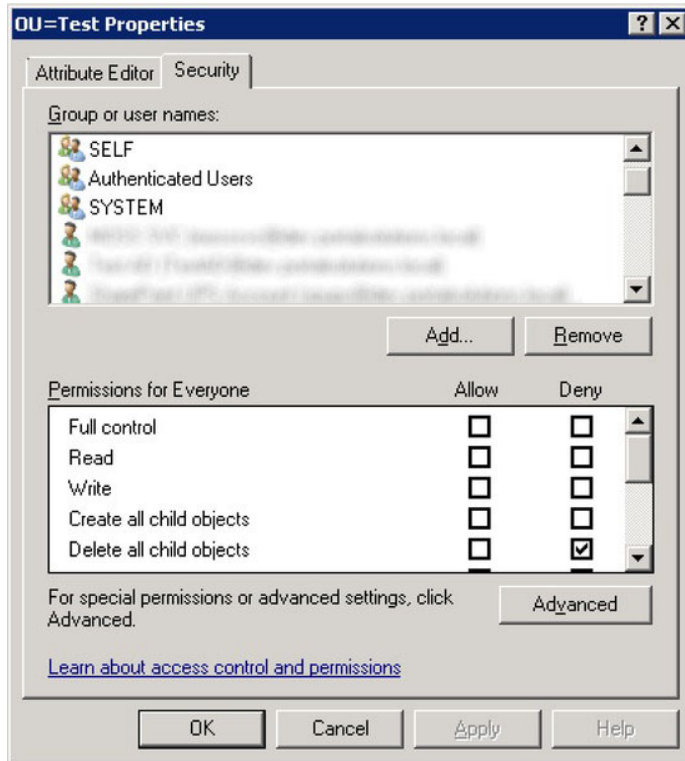 OU=Test Properties
Attribute Editor Security
Group or user names:
SELF
Authenticated Users
SYSTEM
Add... Remove
Permissions for Everyone Allow Deny
Full control
Read
Write
Create all child objects
Delete all child objects
For special permissions or advanced settings, click
Advanced.
Advanced
Learn about access control and permissions
OK Cancel Apply Help